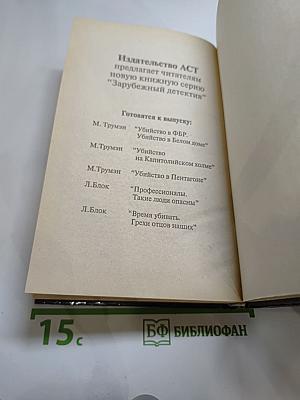 Издательство АСТ
предлагает читателям
новую книжную серию
"Зарубежный детектив"
Готовятся к выпуску:
М. Трумэн "Убийство в ФБР.
Убийство в Белом доме"
М.Трумэн "Убийство
на Капитолийском холме"
М.Трумэн "Убийство в Пентагоне"
Л.Блок "Профессионалы.
Такие люди опасны"
Л.Блок "Время убивать.
Грехи отцов наших"
15 с
БФ БИБЛИОФАН